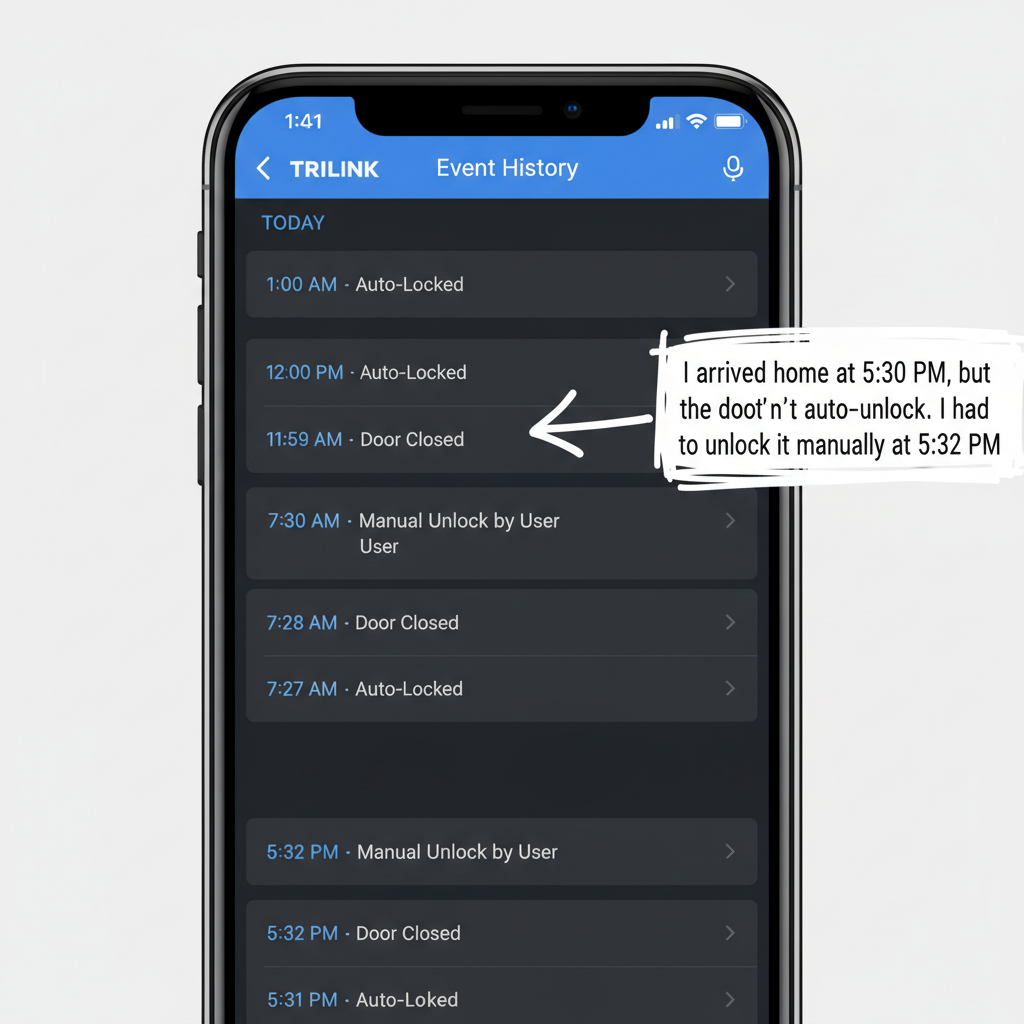 1:41
TRILINK Event History
TODAY
1:00 AM · Auto-Locked
12:00 PM · Auto-Locked
11:59 AM · Door Closed
I arrived home at 5:30 PM, but
the doot'n't auto-unlock. I had
to unlock it manually at 5:32 PM
7:30 AM · Manual Unlock by User
User
7:28 AM · Door Closed
7:27 AM · Auto-Locked
5:32 PM · Manual Unlock by User
5:32 PM · Door Closed
5:31 PM · Auto-Loked